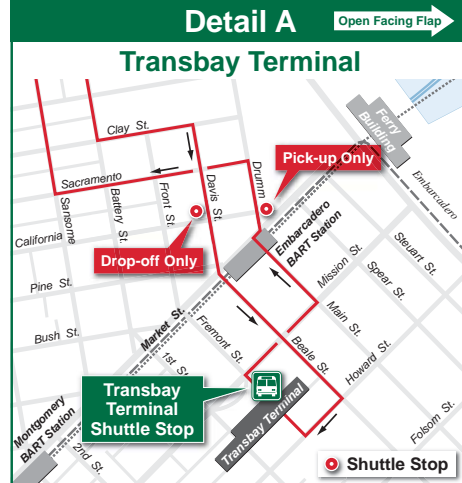 Detail A
Open Facing Flap
Transbay Terminal
Clay St.
Ferry
Building
Pick-up Only
Sacramento
Drumm
Embarcadero
Davis St.
Front St.
Battery St.
Sansome
California
Drop-off Only
Embarcadero
BART Station
Steuart St.
Spear St.
Mission St.
Main St.
Pine St.
Bush St.
Market St.
Fremont St.
Beale St.
Howard St.
1st St.
Transbay
Terminal
Shuttle Stop
Transbay Terminal
Folsom St.
Montgomery
BART Station
2nd St.
Shuttle Stop